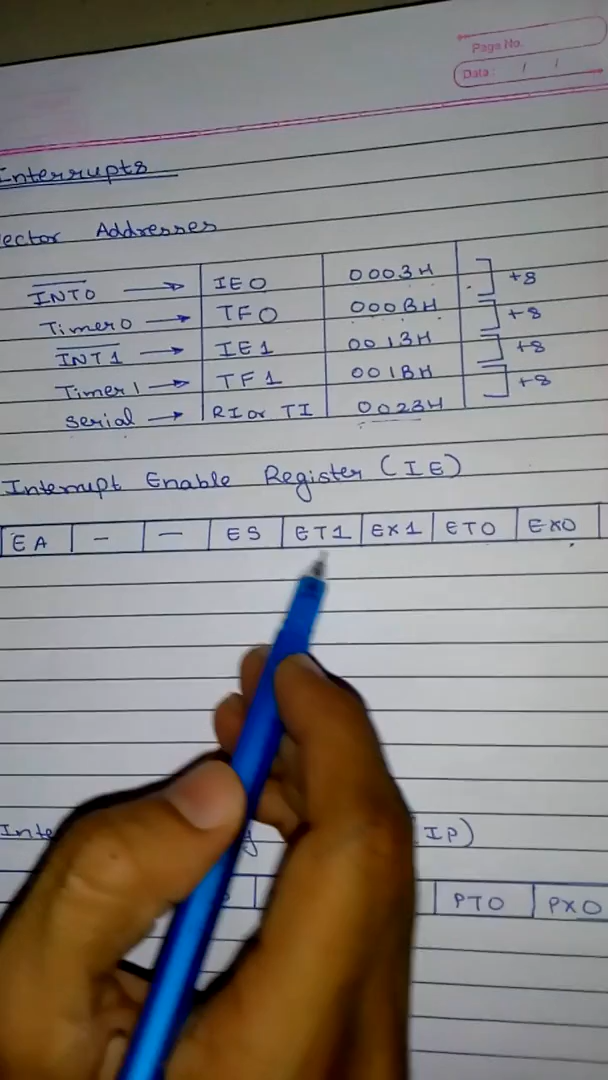 Page No.
Data : / /
Interrupts
ector Addresses
INT0 → IE0 0003H +8
Timer0 → TF0 000BH +8
INT1 → IE1 0013H +8
Timer1 → TF1 001BH +8
Serial → RI or TI 0023H
Interrupt Enable Register (IE)
EA - - ES ET1 EX1 ET0 EX0
Inte (IP)
PT0 PX0